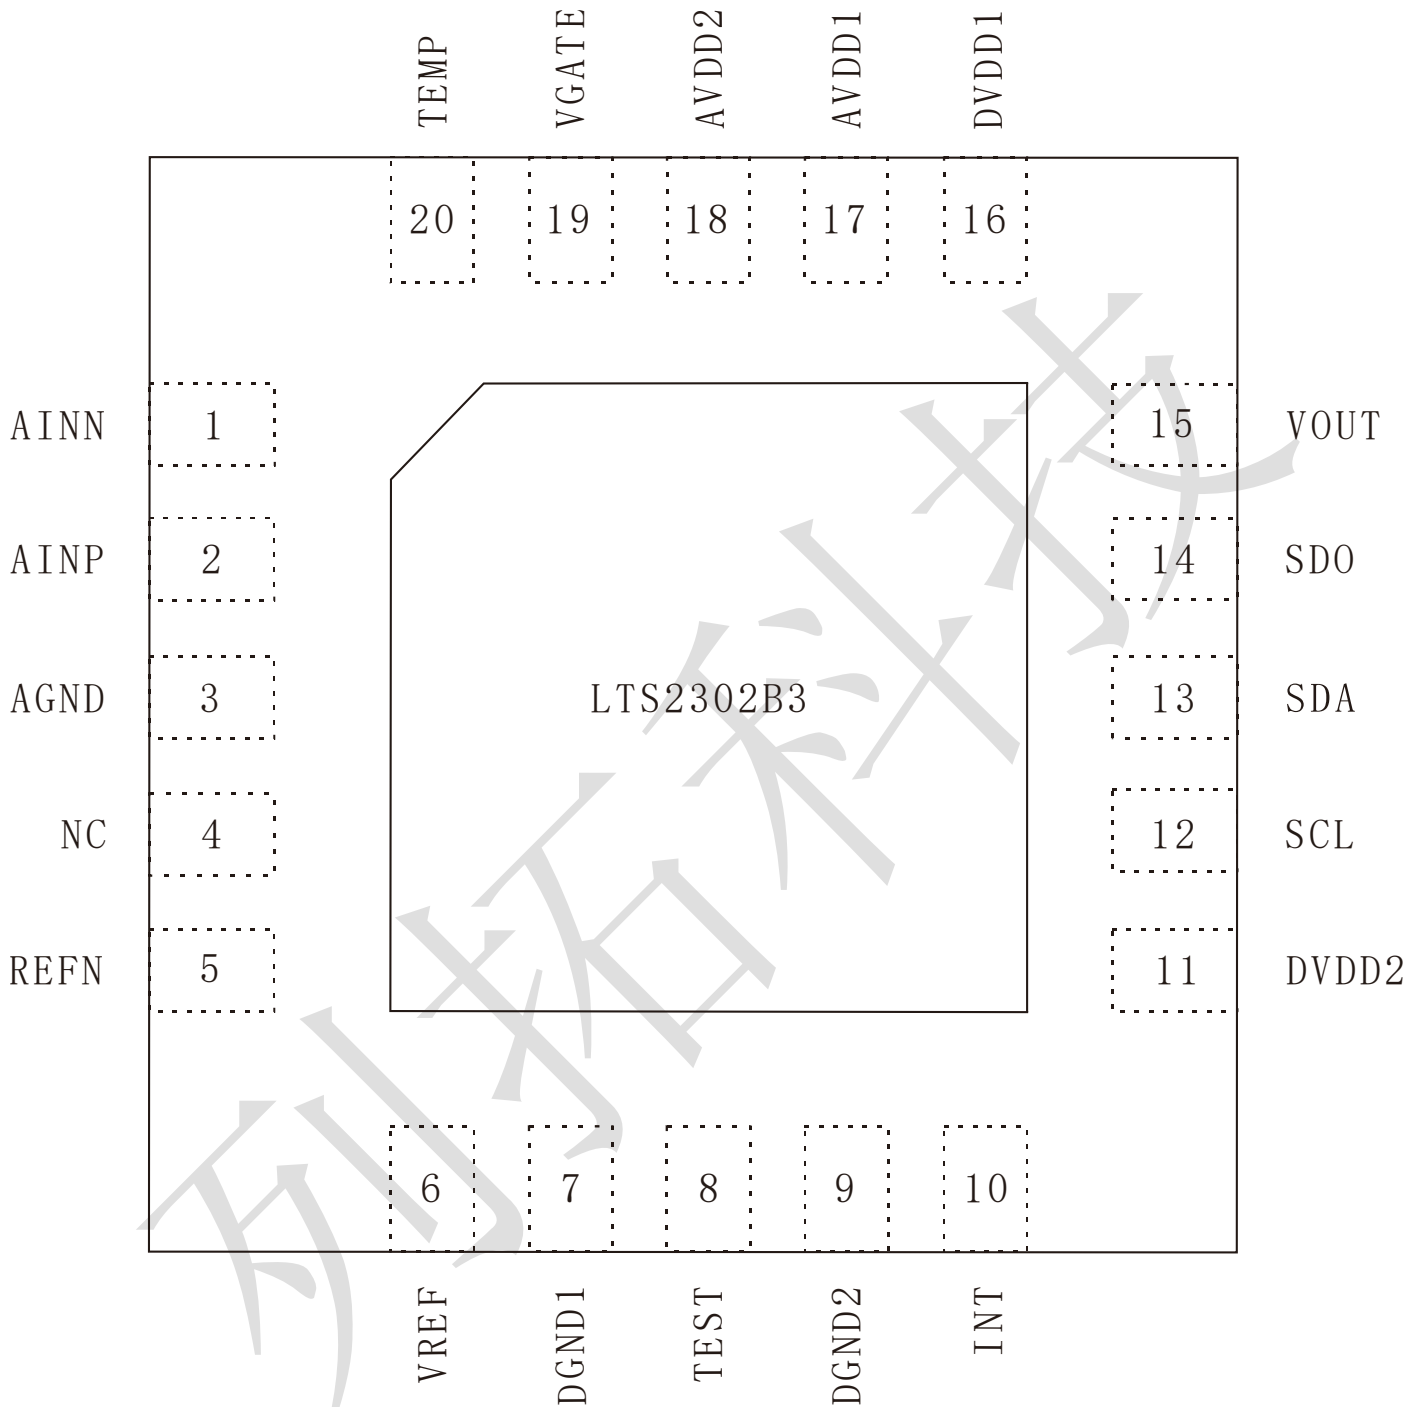 TEMP VGATE AVDD2 AVDD1 DVDD1
20 19 18 17 16
AINN 1 15 VOUT
AINP 2 14 SDO
AGND 3 LTS2302B3 13 SDA
NC 4 12 SCL
REFN 5 11 DVDD2
6 7 8 9 10
VREF DGND1 TEST DGND2 INT
列拓科技